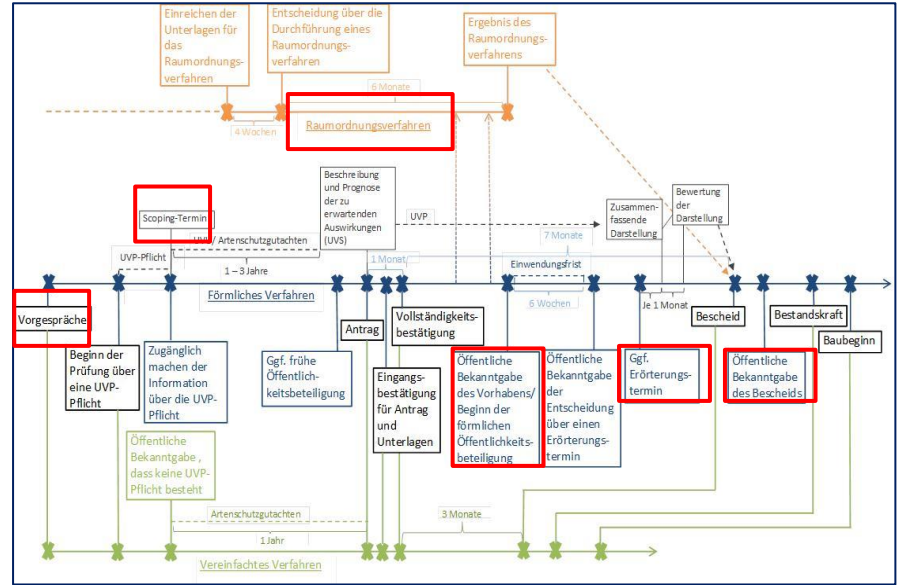 Einreichen der
Unterlagen für
das
Raumordnungs-
verfahren
Entscheidung über die
Durchführung eines
Raumordnungs-
verfahren
Ergebnis des
Raumordnungs-
verfahrens
6 Monate
4 Wochen
Raumordnungsverfahren
Beschreibung
und Prognose
der zu
erwartenden
Auswirkungen
(UVS)
Scoping-Termin
UVP
Zusammen-
fassende
Darstellung
Bewertung
der
Darstellung
UVS/ Artenschutzgutachten
UVP-Pflicht
1 – 3 Jahre
1 Monat
7 Monate
Einwendungsfrist
6 Wochen
Je 1 Monat
Förmliches Verfahren
Vorgespräche
Beginn der
Prüfung über
eine UVP-
Pflicht
Zugänglich
machen der
Information
über die UVP-
Pflicht
Ggf. frühe
Öffentlich-
keitsbeteiligung
Antrag
Eingangs-
bestätigung
für Antrag
und
Unterlagen
Vollständigkeits-
bestätigung
Öffentliche
Bekanntgabe
des Vorhabens/
Beginn der
förmlichen
Öffentlichkeits-
beteiligung
Öffentliche
Bekanntgabe
der
Entscheidung
über einen
Erörterungs-
termin
Ggf.
Erörterungs-
termin
Bescheid
Öffentliche
Bekanntgabe
des Bescheids
Bestandskraft
Baubeginn
Öffentliche
Bekanntgabe ,
dass keine UVP-
Pflicht besteht
Artenschutzgutachten
1 Jahr
3 Monate
Vereinfachtes Verfahren